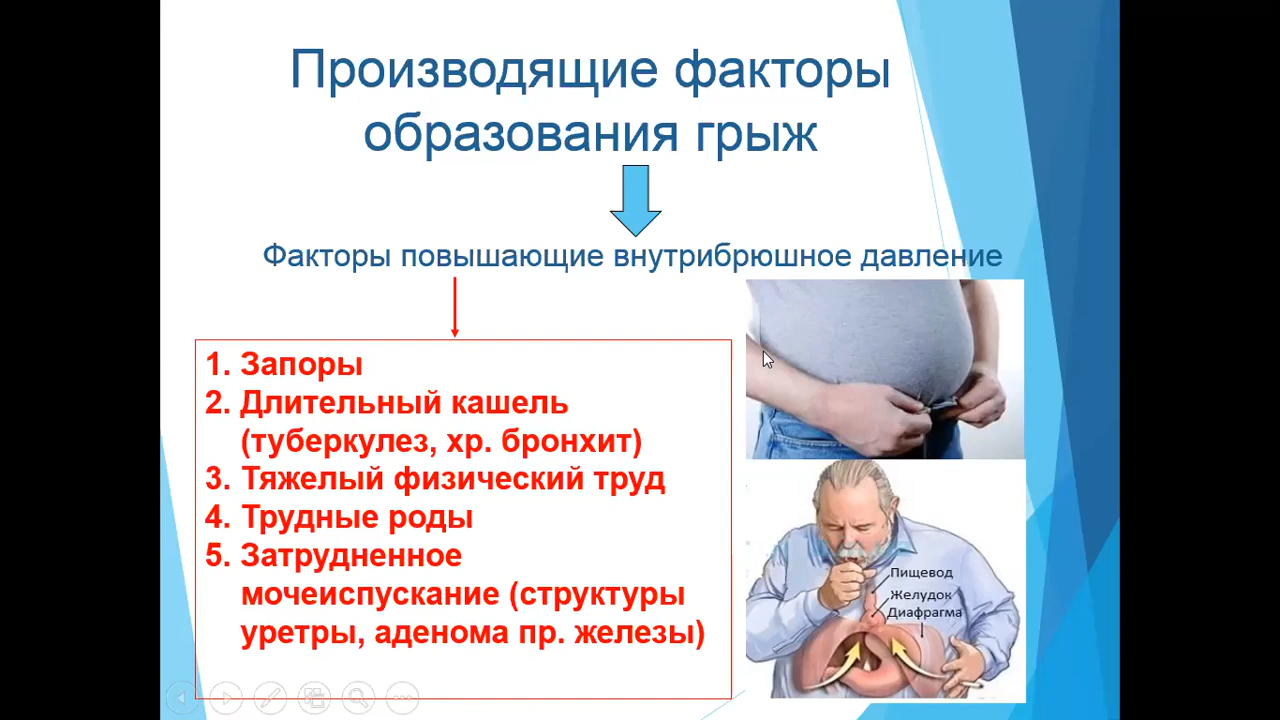 Производящие факторы
образования грыж
Факторы повышающие внутрибрюшное давление
1. Запоры
2. Длительный кашель
(туберкулез, хр. бронхит)
3. Тяжелый физический труд
4. Трудные роды
5. Затрудненное
мочеиспускание (структуры
уретры, аденома пр. железы)
Пищевод
Желудок
Диафрагма